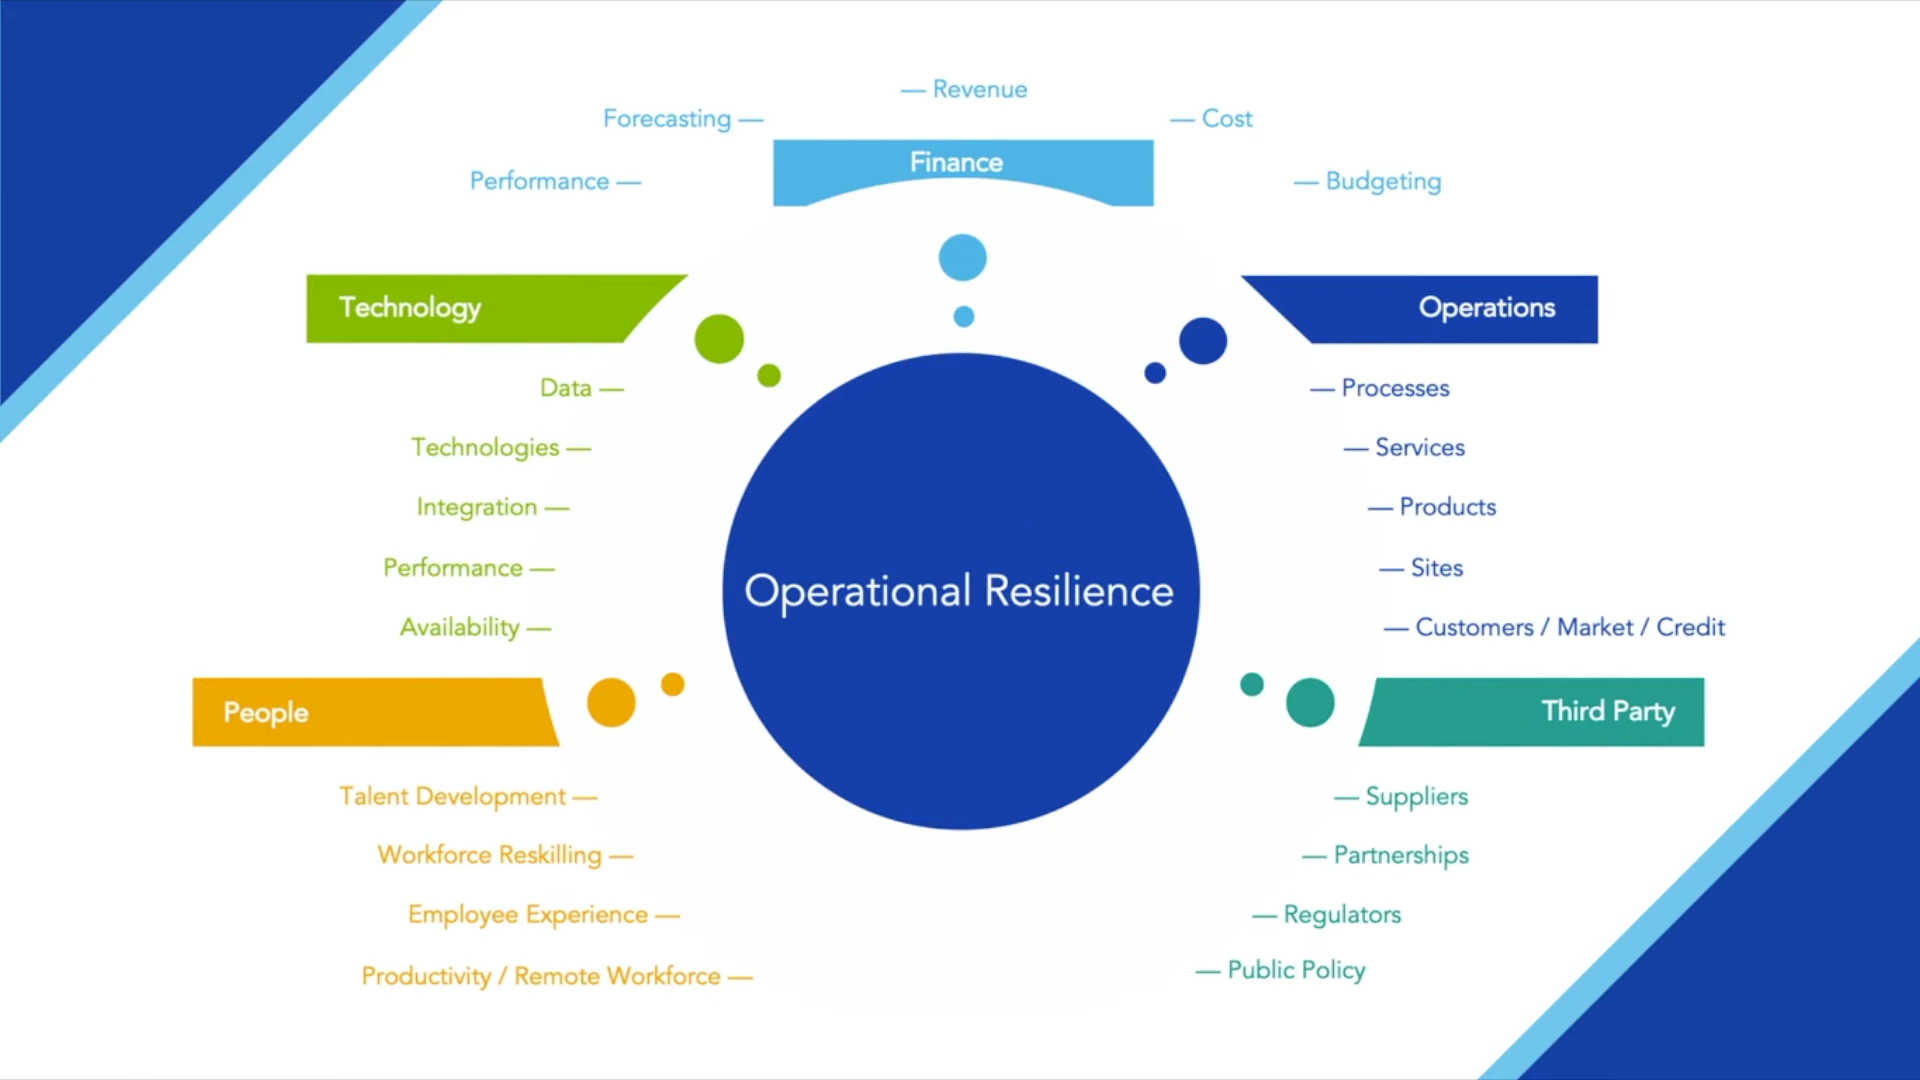 — Revenue
Forecasting —
— Cost
Finance
Performance —
— Budgeting
Technology
Data —
Technologies —
Integration —
Performance —
Availability —
Operations
— Processes
— Services
— Products
— Sites
— Customers / Market / Credit
Operational Resilience
People
Talent Development —
Workforce Reskilling —
Employee Experience —
Productivity / Remote Workforce —
Third Party
— Suppliers
— Partnerships
— Regulators
— Public Policy